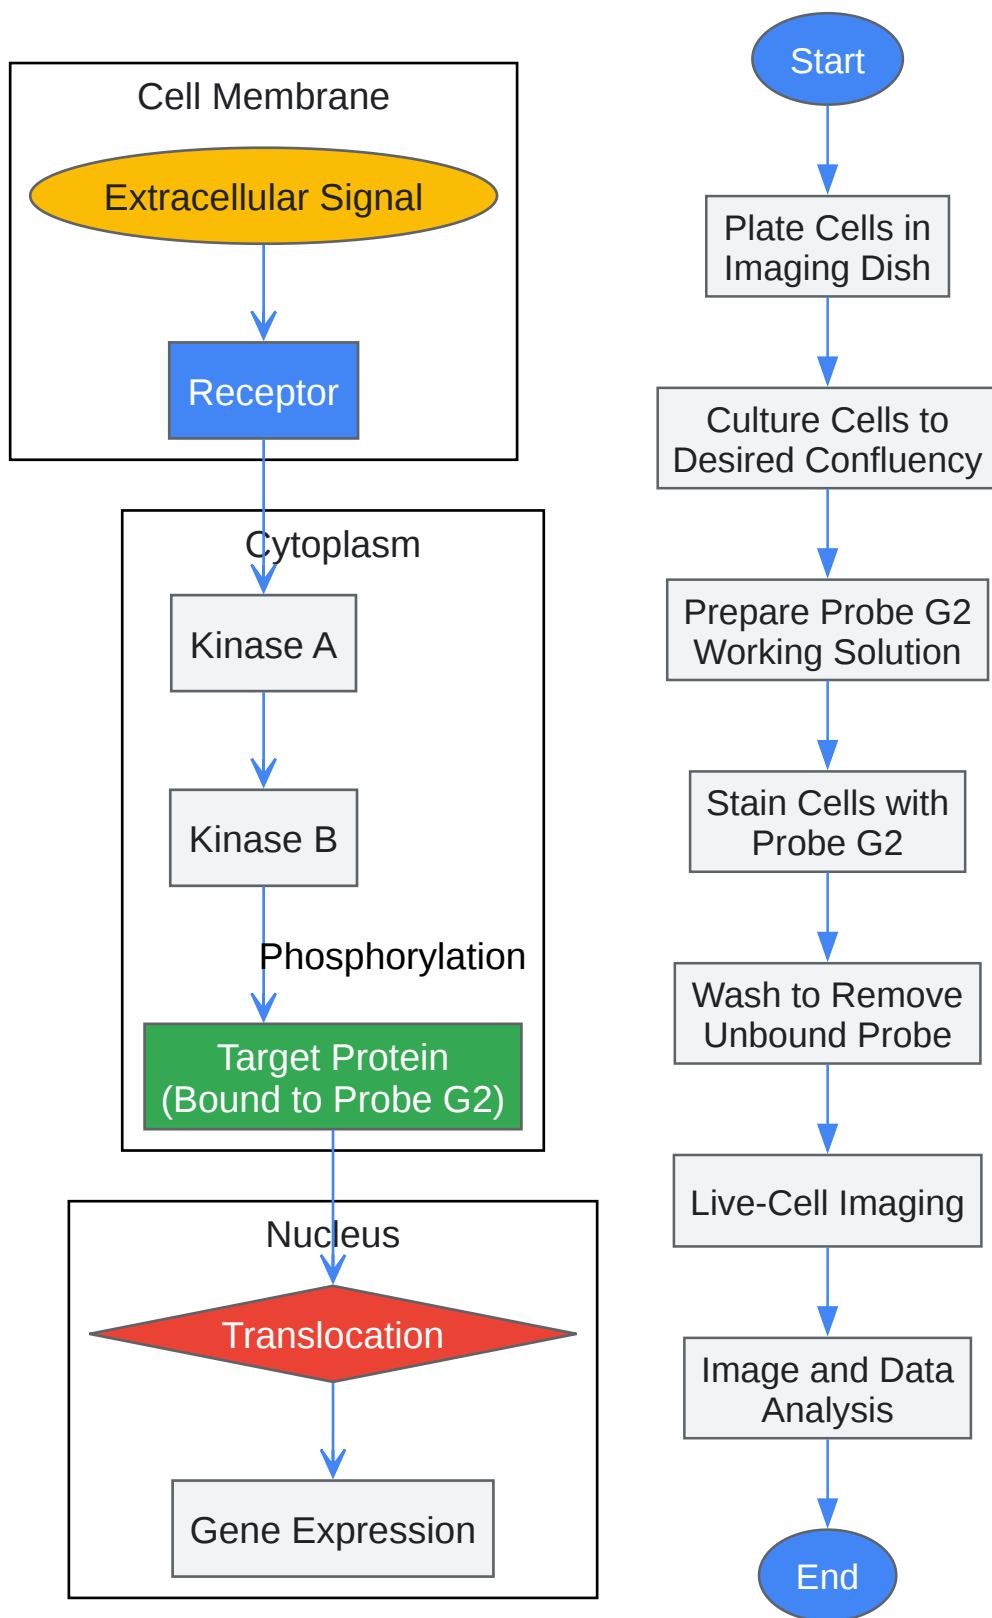 Cell Membrane
Extracellular Signal
Receptor
Cytoplasm
Kinase A
Kinase B
Phosphorylation
Target Protein
(Bound to Probe G2)
Nucleus
Translocation
Gene Expression
Start
Plate Cells in
Imaging Dish
Culture Cells to
Desired Confluency
Prepare Probe G2
Working Solution
Stain Cells with
Probe G2
Wash to Remove
Unbound Probe
Live-Cell Imaging
Image and Data
Analysis
End